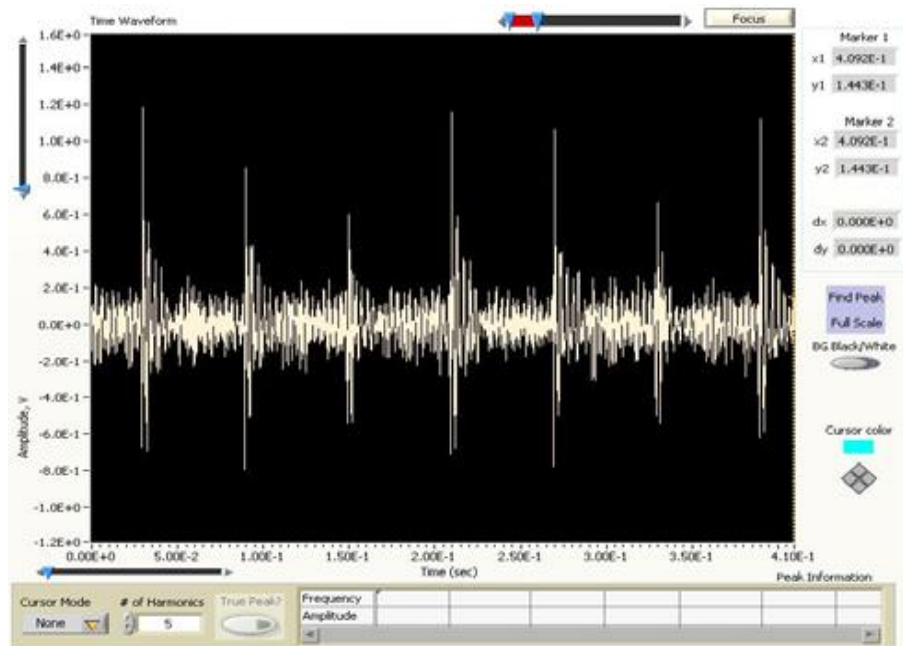 Time Waveform
Focus
1.6E+0
1.4E+0
1.2E+0
1.0E+0
8.0E-1
6.0E-1
4.0E-1
2.0E-1
0.0E+0
-2.0E-1
-4.0E-1
-6.0E-1
-8.0E-1
-1.0E+0
-1.2E+0
Amplitude, V
0.00E+0 5.00E-2 1.00E-1 1.50E-1 2.00E-1 2.50E-1 3.00E-1 3.50E-1 4.10E-1
Time (sec)
Marker 1
x1 4.092E-1
y1 1.443E-1
Marker 2
x2 4.092E-1
y2 1.443E-1
dx 0.000E+0
dy 0.000E+0
Find Peak
Full Scale
BG Black/White
Cursor color
Peak Information
Cursor Mode # of Harmonics True Peak?
None 5
Frequency
Amplitude